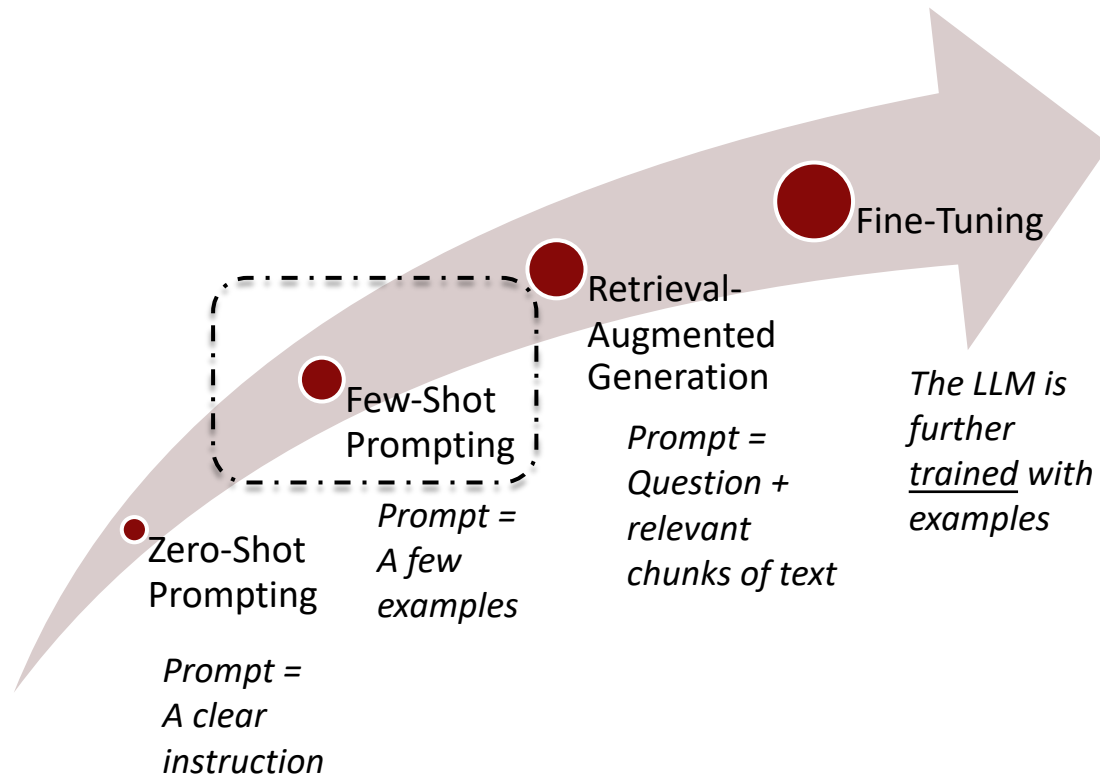 Zero-Shot
Prompting
Prompt =
A clear
instruction
Few-Shot
Prompting
Prompt =
A few
examples
Retrieval-
Augmented
Generation
Prompt =
Question +
relevant
chunks of text
Fine-Tuning
The LLM is
further
trained with
examples